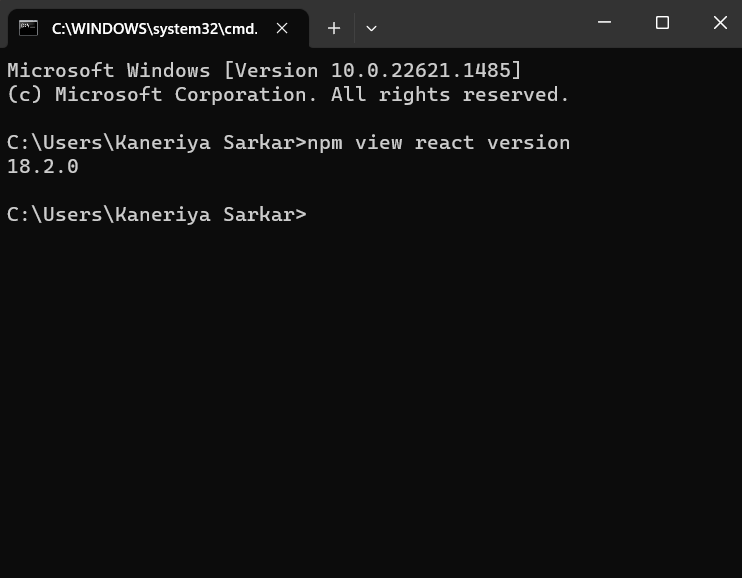 C:\WINDOWS\system32\cmd.
Microsoft Windows [Version 10.0.22621.1485]
(c) Microsoft Corporation. All rights reserved.
C:\Users\Kaneriya Sarkar>npm view react version
18.2.0
C:\Users\Kaneriya Sarkar>